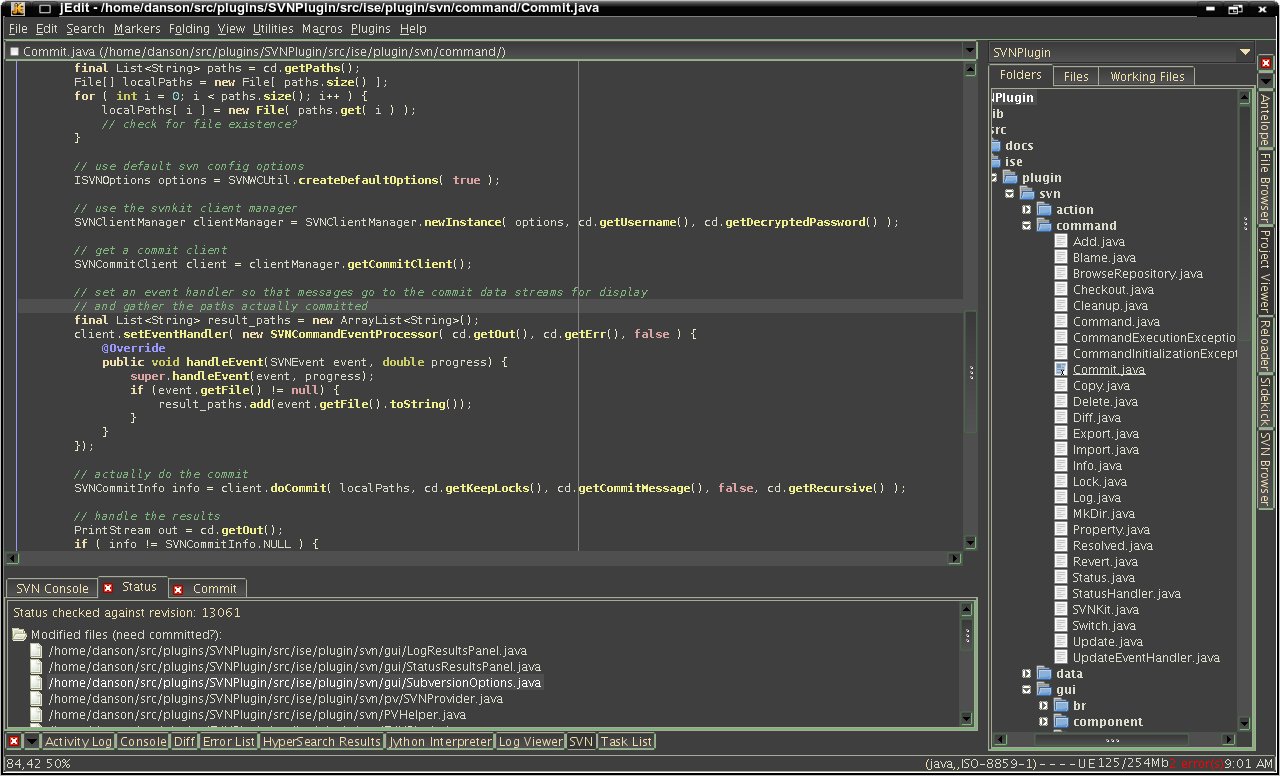 jEdit - /home/danson/src/plugins/SVNPlugin/src/ise/plugin/svn/command/Commit.java
File Edit Search Markers Folding View Utilities Macros Plugins Help
Commit.java (/home/danson/src/plugins/SVNPlugin/src/ise/plugin/svn/command/)
final List<String> paths = cd.getPaths();
File[] localPaths = new File[ paths.size() ];
for ( int i = 0; i < paths.size(); i++ ) {
localPaths[ i ] = new File( paths.get( i ) );
// check for file existence?
}
// use default svn config options
ISVNOptions options = SVNWCUtil.createDefaultOptions( true );
// use the svnkit client manager
SVNClientManager clientManager = SVNClientManager.newInstance( options, cd.getUsername(), cd.getDecryptedPassword() );
// get a commit client
SVNCommitClient client = clientManager.getCommitClient();
// set an event handler so that messages go to the commit data streams for display
// and gather the paths actually committed
final List<String> result_paths = new ArrayList<String>();
client.setEventHandler( new SVNCommandEventProcessor( cd.getOut(), cd.getErr(), false ) {
@Override
public void handleEvent(SVNEvent event, double progress) {
super.handleEvent(event, progress);
if (event.getFile() != null) {
result_paths.add(event.getFile().toString());
}
}
});
// actually do the commit
SVNCommitInfo info = client.doCommit( localPaths, cd.getKeepLocks(), cd.getCommitMessage(), false, cd.getRecursive() );
// handle the results
PrintStream out = cd.getOut();
if ( info != SVNCommitInfo.NULL ) {
SVN Console Status Commit
Status checked against revision: 13061
Modified files (need committed?):
/home/danson/src/plugins/SVNPlugin/src/ise/plugin/svn/gui/LogResultsPanel.java
/home/danson/src/plugins/SVNPlugin/src/ise/plugin/svn/gui/StatusResultsPanel.java
/home/danson/src/plugins/SVNPlugin/src/ise/plugin/svn/gui/SubversionOptions.java
/home/danson/src/plugins/SVNPlugin/src/ise/plugin/svn/pv/SVNProvider.java
/home/danson/src/plugins/SVNPlugin/src/ise/plugin/svn/PVHelper.java
Activity Log Console Diff Error List HyperSearch Results Jython Interpreter Log Viewer SVN Task List
84,42 50%
(java,,ISO-8859-1)- - - - UE 125/254Mb 2 error(s) 9:01 AM
SVNPlugin
Folders Files Working Files
NPlugin
lib
src
docs
ise
plugin
svn
action
command
Add.java
Blame.java
BrowseRepository.java
Checkout.java
Cleanup.java
Command.java
CommandExecutionExceptio
CommandInitializationExcept
Commit.java
Copy.java
Delete.java
Diff.java
Export.java
Import.java
Info.java
Lock.java
Log.java
MkDir.java
Property.java
Resolved.java
Revert.java
Status.java
StatusHandler.java
SVNKit.java
Switch.java
Update.java
UpdateEventHandler.java
data
gui
br
component
Antelope
File Browser
Project Viewer
Reloader
Sidekick
SVN Browser